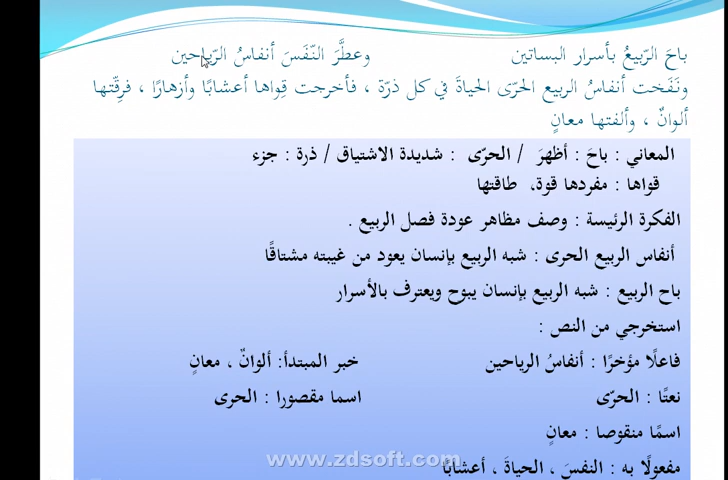 باحَ الرّبيعُ بأسرار البساتين وعطَّرَ النّفَسَ أنفاسُ الرّياحين
ونَفَخت أنفاسُ الربيع الحرّى الحياةَ في كل ذرّة ، فأخرجت قِواها أعشابًا وأزهارًا ، فرِقّتها
ألوانٌ ، وألفتها معانٍ
المعاني : باحَ : أظهرَ / الحرّى : شديدة الاشتياق / ذرة : جزء
قواها : مفردها قوة، طاقتها
الفكرة الرئيسة : وصف مظاهر عودة فصل الربيع .
أنفاس الربيع الحرى : شبه الربيع بإنسان يعود من غيبته مشتاقًا
باح الربيع : شبه الربيع بإنسان يبوح ويعترف بالأسرار
استخرجي من النص :
فاعلًا مؤخرًا : أنفاسُ الرياحين خبر المبتدأ: ألوانٌ ، معانٍ
نعتًا : الحرّى اسما مقصورا : الحرى
اسمًا منقوصا : معانٍ
مفعولًا به : النفسَ ، الحياةَ ، أعشابًا
www.zdsoft.com